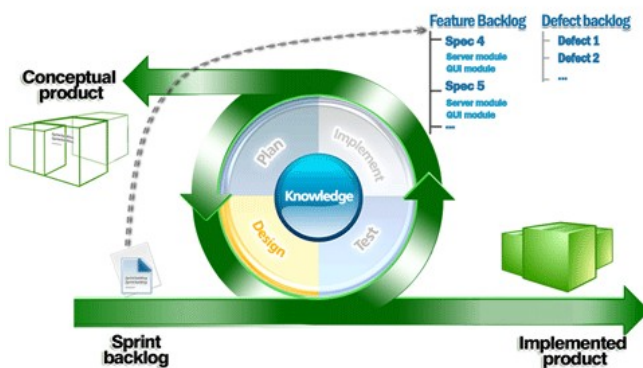 Feature Backlog
Spec 4
Server module
GUI module
Spec 5
Server module
GUI module
...
Defect backlog
Defect 1
Defect 2
...
Conceptual
product
Plan
Implement
Knowledge
Design
Test
Sprint
backlog
Implemented
product